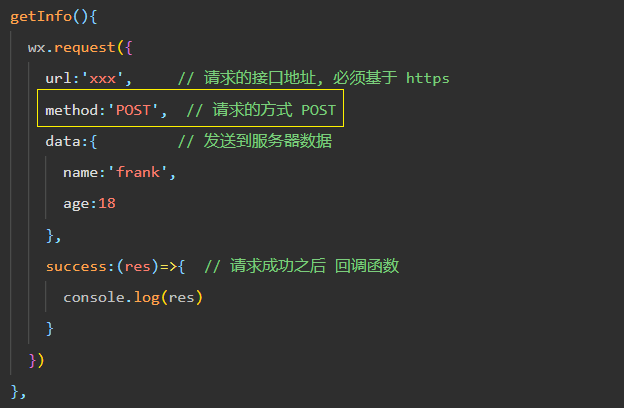 getInfo(){
wx.request({
url:'xxx',     // 请求的接口地址, 必须基于 https
method:'POST',  // 请求的方式 POST
data:{         // 发送到服务器数据
name:'frank',
age:18
},
success:(res)=>{  // 请求成功之后 回调函数
console.log(res)
}
})
},